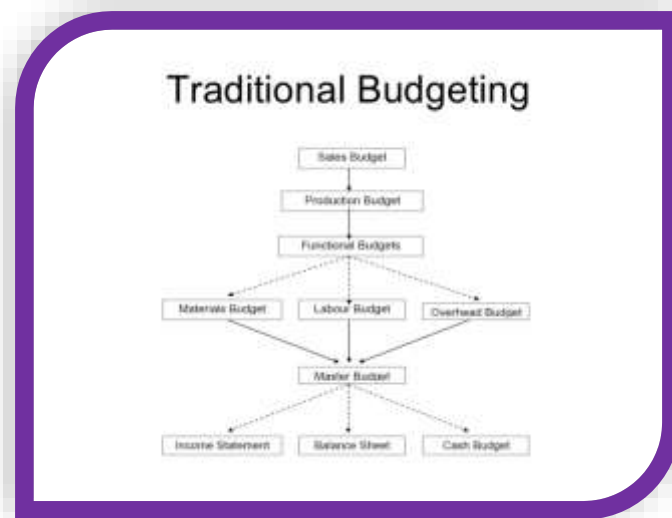 Traditional Budgeting
Sales Budget
Production Budget
Functional Budgets
Materials Budget Labour Budget Overhead Budget
Master Budget
Income Statement Balance Sheet Cash Budget